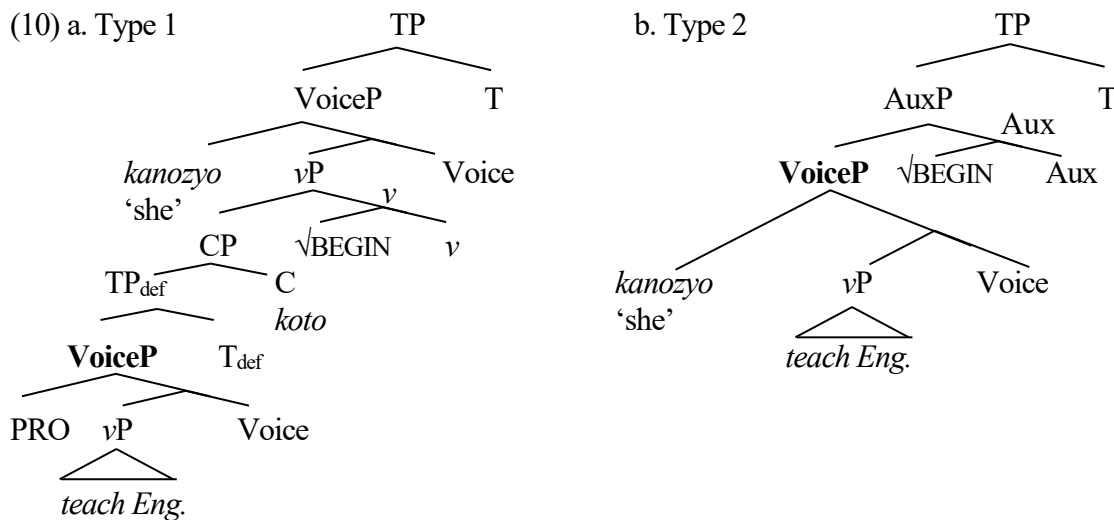 (10) a. Type 1 TP b. Type 2 TP
VoiceP T AuxP T
Aux
kanozyo vP Voice VoiceP √BEGIN Aux
‘she’ v
CP √BEGIN v
TPdef C kanozyo vP Voice
koto ‘she’
VoiceP Tdef teach Eng.
PRO vP Voice
teach Eng.